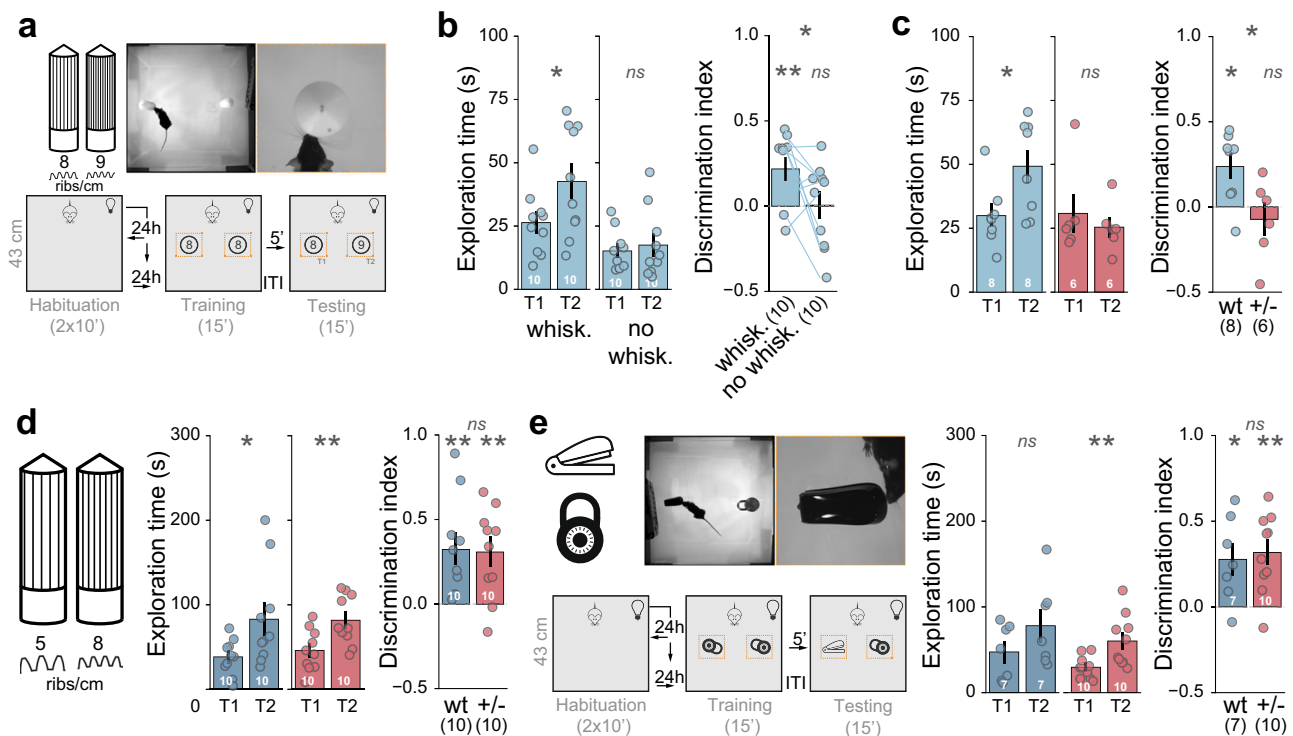 a
8 9
ribs/cm
43 cm
24h
24h
8 8
5’
ITI
8 9
T1 T2
Habituation
(2x10’)
Training
(15’)
Testing
(15’)
b
Exploration time (s)
100
75
50
25
0
* ns
10 10 10 10
T1 T2 T1 T2
whisk. no
whisk.
Discrimination index
1.0
0.5
0.0
−0.5
*
** ns
whisk. (10)
no whisk. (10)
c
Exploration time (s)
100
75
50
25
0
* ns
8 8 6 6
T1 T2 T1 T2
Discrimination index
1.0
0.5
0.0
−0.5
*
* ns
wt +/-
(8) (6)
d
5 8
ribs/cm
Exploration time (s)
300
200
100
0
* **
10 10 10 10
T1 T2 T1 T2
Discrimination index
1.0
0.5
0.0
−0.5
ns
** **
10 10
wt +/-
(10) (10)
e
43 cm
24h
24h
5’
ITI
Habituation
(2x10’)
Training
(15’)
Testing
(15’)
Exploration time (s)
300
200
100
0
ns **
7 7 10 10
T1 T2 T1 T2
Discrimination index
1.0
0.5
0.0
−0.5
ns
* **
7 10
wt +/-
(7) (10)